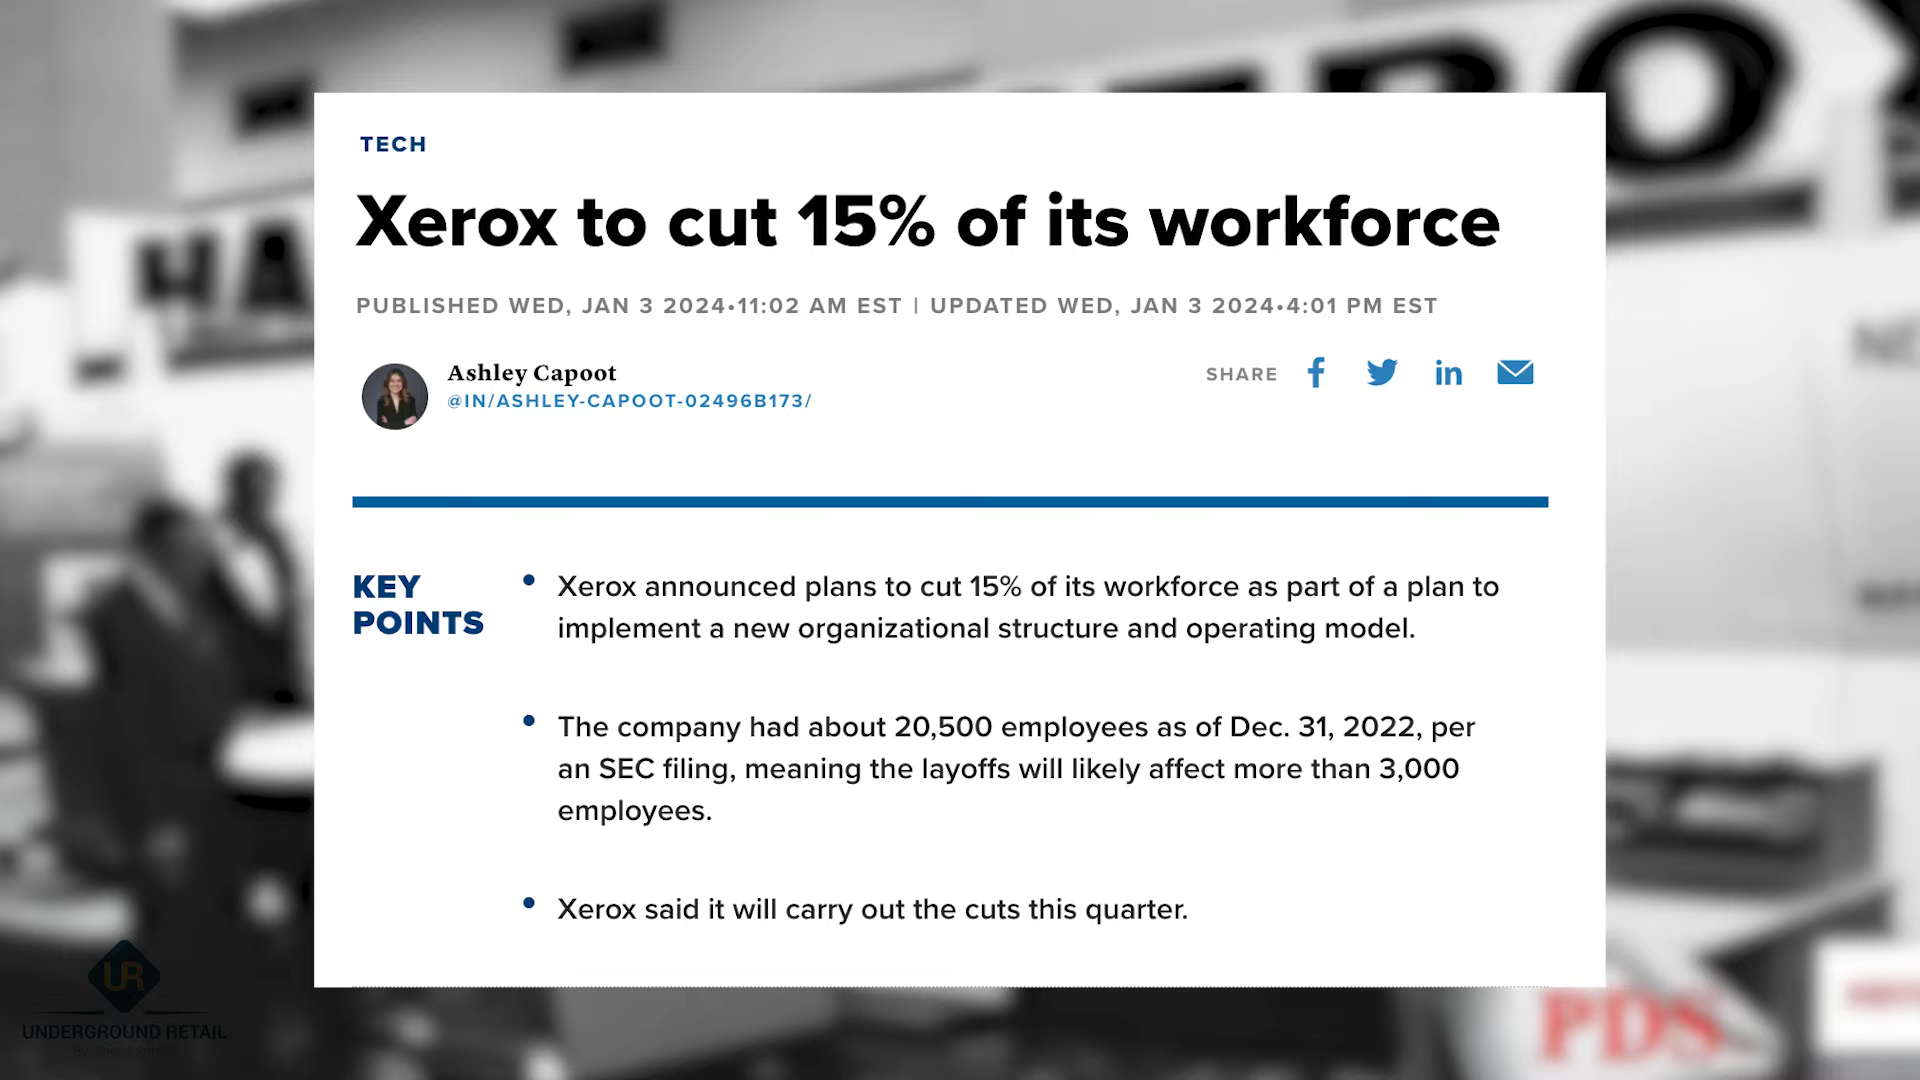 TECH
Xerox to cut 15% of its workforce
PUBLISHED WED, JAN 3 2024•11:02 AM EST | UPDATED WED, JAN 3 2024•4:01 PM EST
Ashley Capoot
@IN/ASHLEY-CAPOOT-02496B173/
SHARE
KEY
POINTS
• Xerox announced plans to cut 15% of its workforce as part of a plan to
implement a new organizational structure and operating model.
• The company had about 20,500 employees as of Dec. 31, 2022, per
an SEC filing, meaning the layoffs will likely affect more than 3,000
employees.
• Xerox said it will carry out the cuts this quarter.
UR
UNDERGROUND RETAIL
PDS